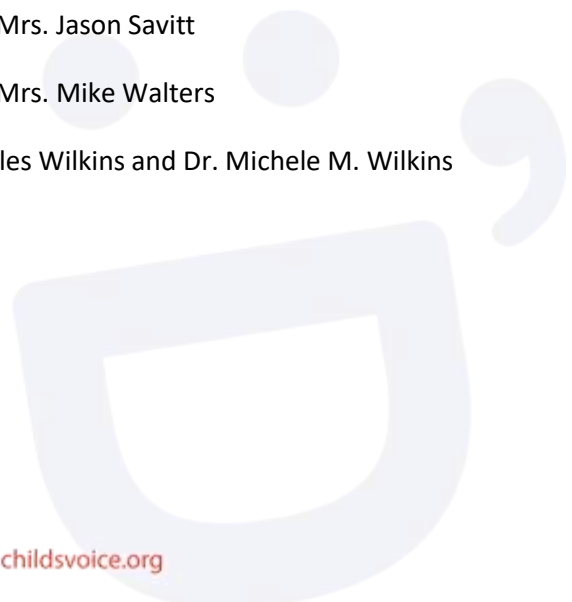 Mrs. Jason Savitt
Mrs. Mike Walters
les Wilkins and Dr. Michele M. Wilkins
childsvoice.org